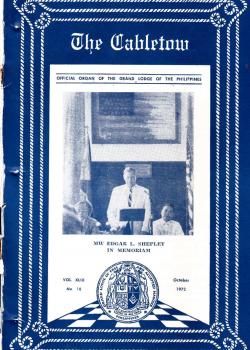 The Cabletow
OFFICIAL ORGAN OF THE GRAND LODGE OF THE PHILIPPINES
MW EDGAR L. SHEPLEY
IN MEMORIAM
VOL. XLIX
October
No. 10
1972